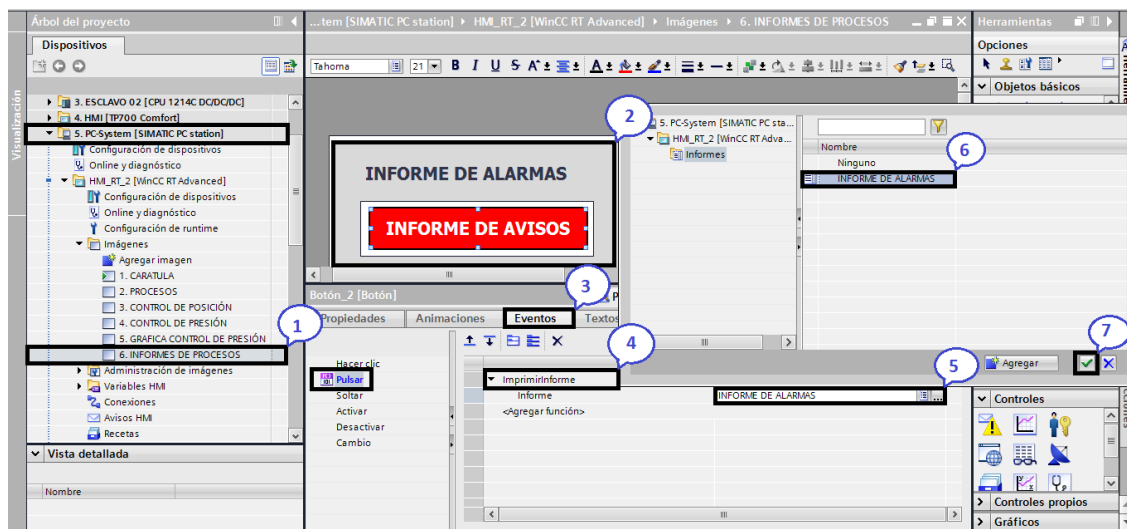 Árbol del proyecto
Dispositivos
Visualización
3. ESCLAVO 02 [CPU 1214C DC/DC/DC]
4. HMI [TP700 Comfort]
5. PC-System [SIMATIC PC station]
Configuración de dispositivos
Online y diagnóstico
HMI_RT_2 [WinCC RT Advanced]
Configuración de dispositivos
Online y diagnóstico
Configuración de runtime
Imágenes
Agregar imagen
1. CARATULA
2. PROCESOS
3. CONTROL DE POSICIÓN
4. CONTROL DE PRESIÓN
5. GRAFICA CONTROL DE PRESIÓN
6. INFORMES DE PROCESOS
Administración de imágenes
Variables HMI
Conexiones
Avisos HMI
Recetas
1
Vista detallada
Nombre
...tem [SIMATIC PC station] ▸ HMI_RT_2 [WinCC RT Advanced] ▸ Imágenes ▸ 6. INFORMES DE PROCESOS
Tahoma 21 B I U S A
INFORME DE ALARMAS
INFORME DE AVISOS
2
5. PC-System [SIMATIC PC sta...
HMI_RT_2 [WinCC RT Adva...
Informes
Nombre
Ninguno
INFORME DE ALARMAS
6
Botón_2 [Botón]
3
P
Propiedades Animaciones Eventos Textos
4
Hacer clic
Pulsar
Soltar
Activar
Desactivar
Cambio
ImprimirInforme
Informe INFORME DE ALARMAS
<Agregar función>
5
Agregar
7
Herramientas
Opciones
Objetos básicos
Controles
Controles propios
Gráficos